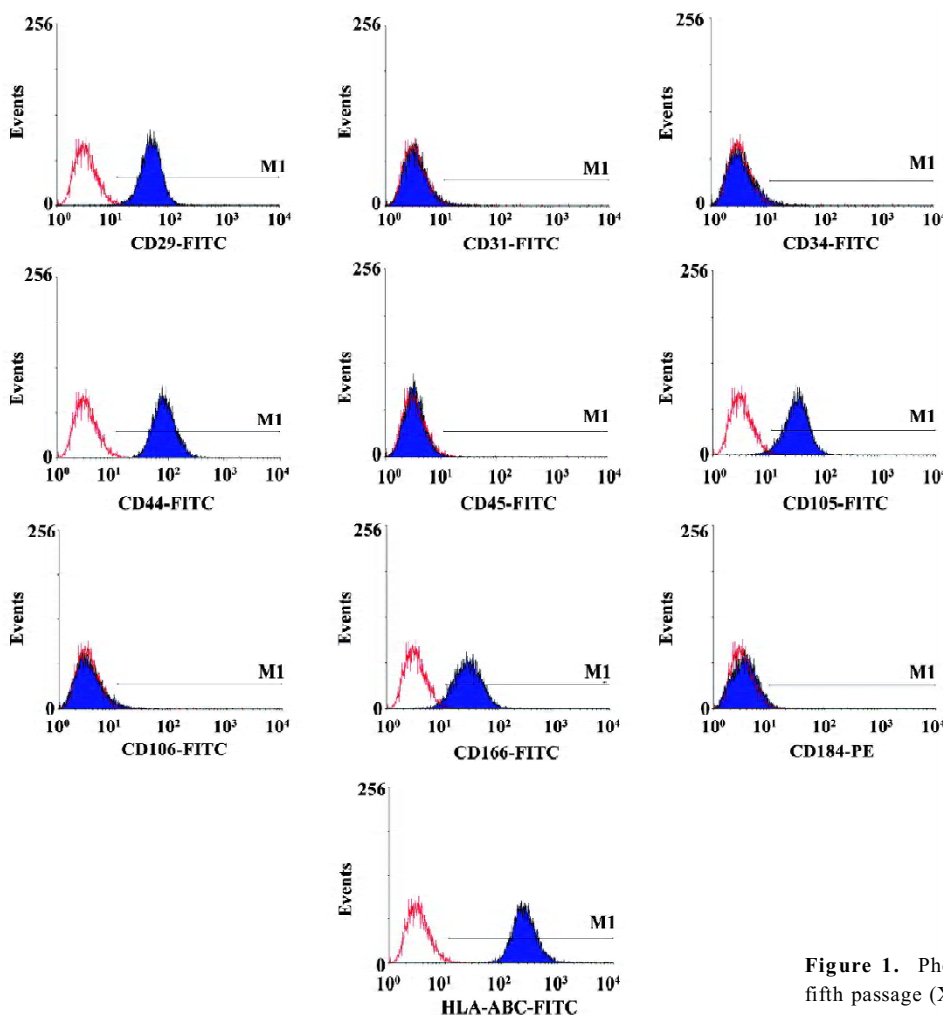 256 256 256
Events Events Events
M1 M1 M1
0 0 0
10⁰ 10¹ 10² 10³ 10⁴ 10⁰ 10¹ 10² 10³ 10⁴ 10⁰ 10¹ 10² 10³ 10⁴
CD29-FITC CD31-FITC CD34-FITC
256 256 256
Events Events Events
M1 M1 M1
0 0 0
10⁰ 10¹ 10² 10³ 10⁴ 10⁰ 10¹ 10² 10³ 10⁴ 10⁰ 10¹ 10² 10³ 10⁴
CD44-FITC CD45-FITC CD105-FITC
256 256 256
Events Events Events
M1 M1 M1
0 0 0
10⁰ 10¹ 10² 10³ 10⁴ 10⁰ 10¹ 10² 10³ 10⁴ 10⁰ 10¹ 10² 10³ 10⁴
CD106-FITC CD166-FITC CD184-PE
256
Events
M1
0
10⁰ 10¹ 10² 10³ 10⁴
HLA-ABC-FITC
Figure 1. Phe
fifth passage (X